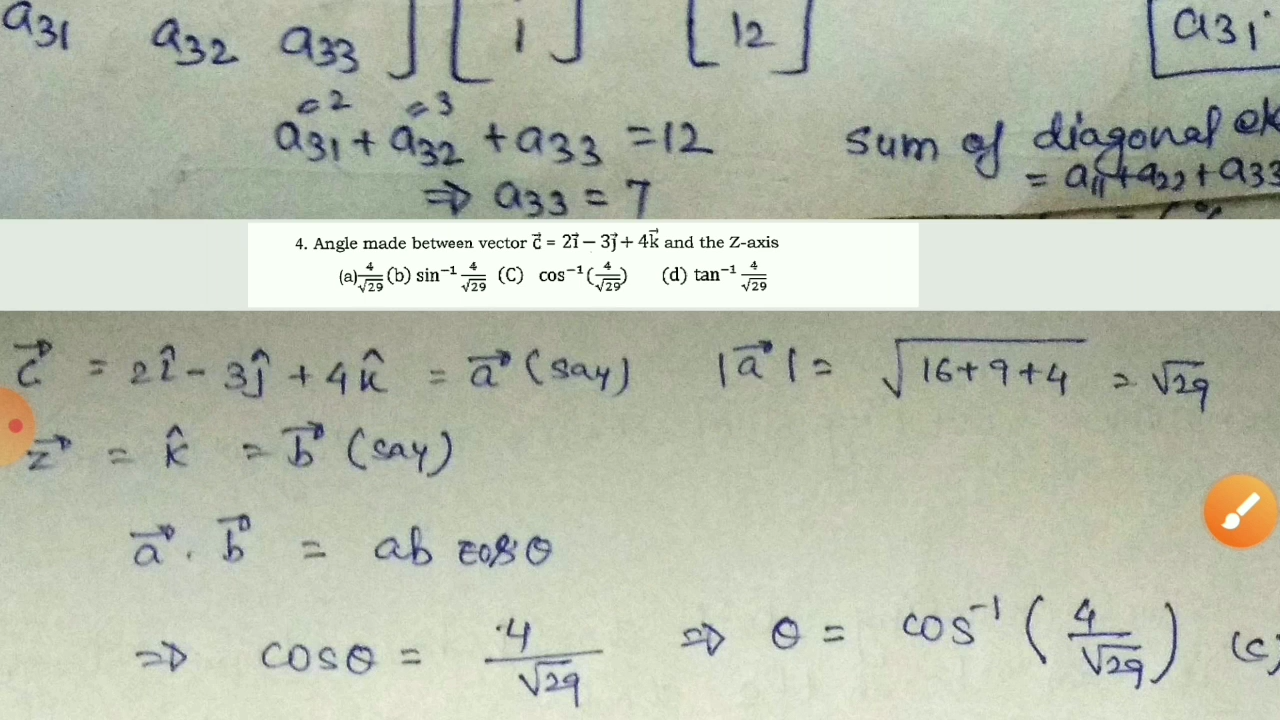 a31 a32 a33 ] [ 1 ] [ 12 ] [a31
=2 =3
a31 + a32 + a33 = 12 sum of diagonal ele
⇒ a33 = 7 = a11+a22+a33
4. Angle made between vector c⃗ = 2i⃗ – 3j⃗ + 4k⃗ and the Z-axis
(a) 4/√29 (b) sin⁻¹ 4/√29 (C) cos⁻¹(4/√29) (d) tan⁻¹ 4/√29
c⃗ = 2î - 3ĵ + 4k̂ = a⃗ (say) |a⃗| = √16+9+4 = √29
z⃗ = k̂ = b⃗ (say)
a⃗ . b⃗ = ab cosθ
⇒ cosθ = 4/√29 ⇒ θ = cos⁻¹ (4/√29) (c)